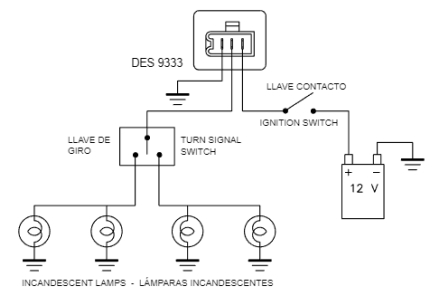 DES 9333
LLAVE CONTACTO
IGNITION SWITCH
LLAVE DE
GIRO
TURN SIGNAL
SWITCH
+ −
12 V
INCANDESCENT LAMPS - LÁMPARAS INCANDESCENTES